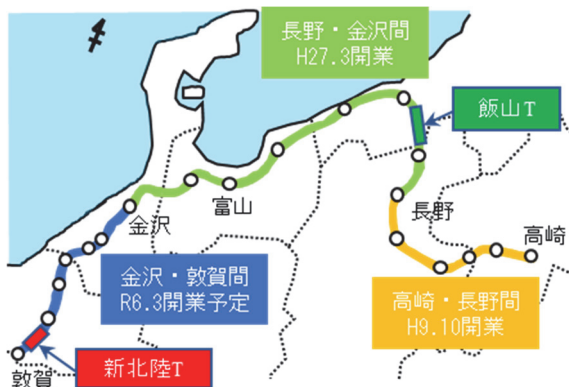 長野・金沢間
H27.3開業
飯山T
富山
金沢
長野
高崎
金沢・敦賀間
R6.3開業予定
高崎・長野間
H9.10開業
新北陸T
敦賀